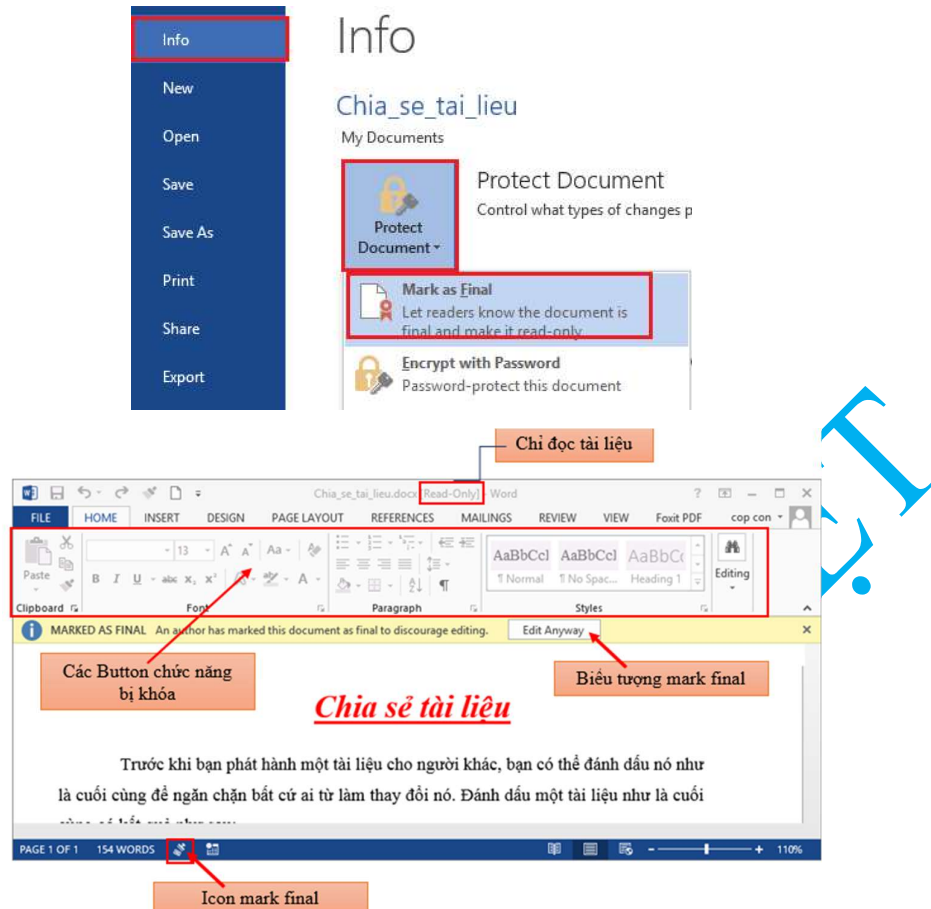 Info
Info
New
Chia_se_tai_lieu
Open
My Documents
Save
Protect Document
Control what types of changes p
Save As
Protect
Document
Print
Mark as Final
Let readers know the document is
final and make it read-only
Share
Encrypt with Password
Export
Password-protect this document
Chỉ đọc tài liệu
Chia_se_tai_lieu.docx [Read-Only] - Word
FILE HOME INSERT DESIGN PAGE LAYOUT REFERENCES MAILINGS REVIEW VIEW Foxit PDF cop con
13 A A Aa
AaBbCcI AaBbCcI AaBbC
Paste B I U abc x₂ x² A A
¶ Normal ¶ No Spac... Heading 1
Editing
Clipboard Font Paragraph Styles
MARKED AS FINAL An author has marked this document as final to discourage editing. Edit Anyway
Các Button chức năng
bị khóa
Biểu tượng mark final
Chia sẻ tài liệu
Trước khi bạn phát hành một tài liệu cho người khác, bạn có thể đánh dấu nó như
là cuối cùng để ngăn chặn bất cứ ai từ làm thay đổi nó. Đánh dấu một tài liệu như là cuối
PAGE 1 OF 1 154 WORDS 110%
Icon mark final